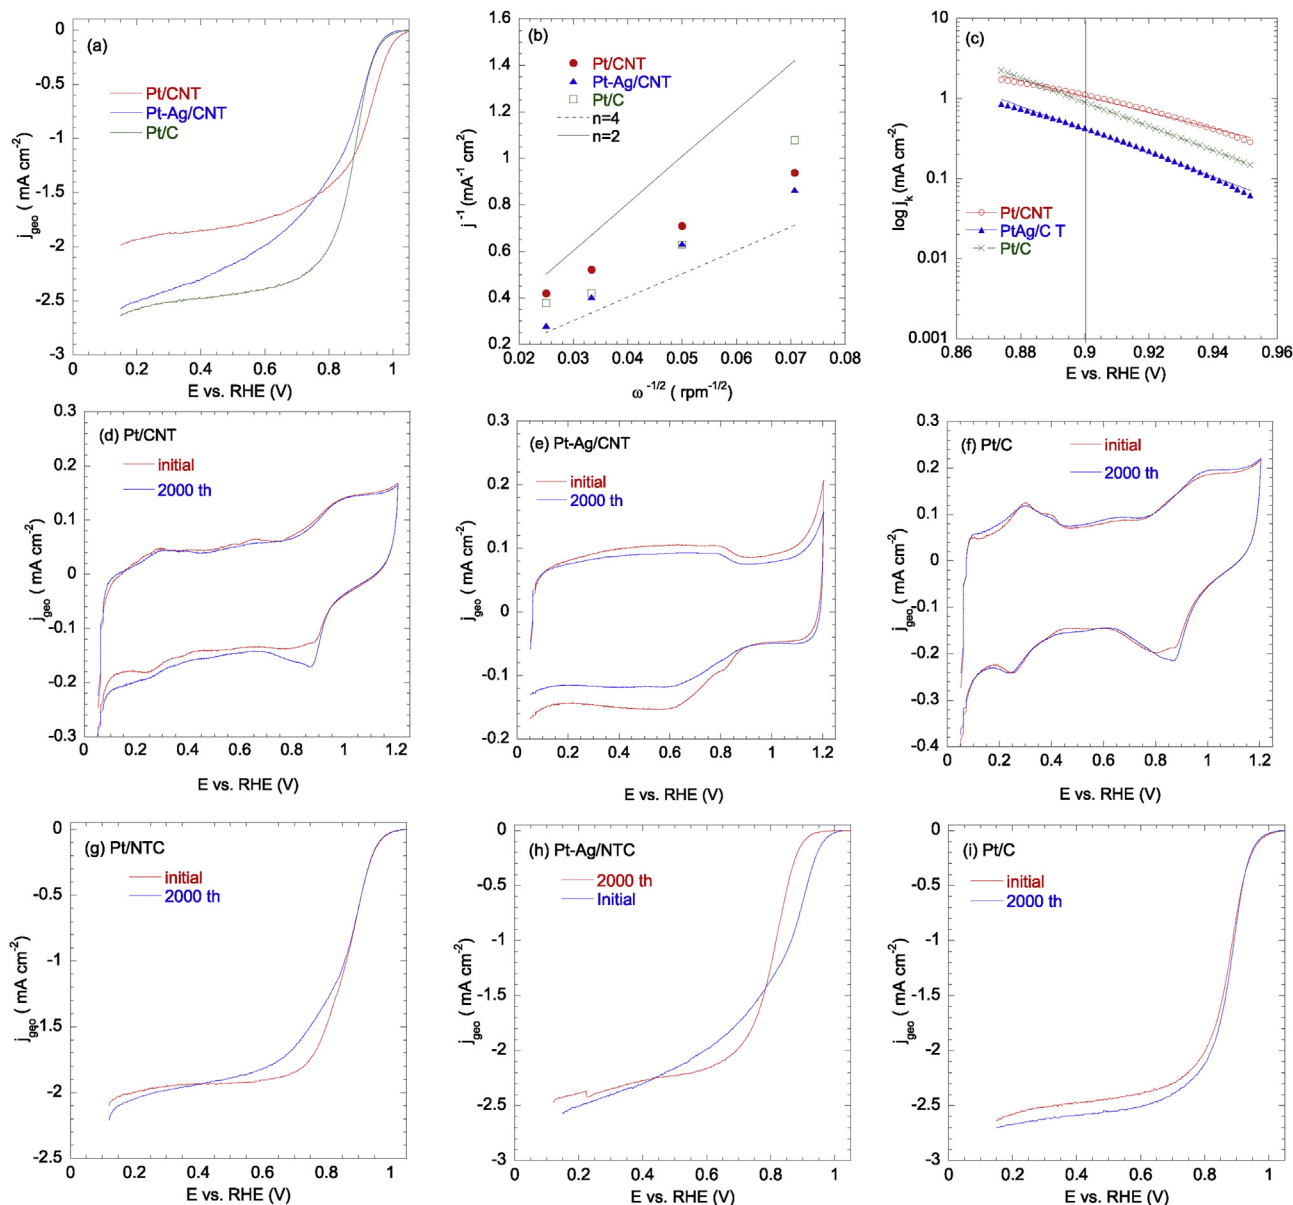 (a)
Pt/CNT
Pt-Ag/CNT
Pt/C
j geo ( mA cm-2)
0
-0.5
-1
-1.5
-2
-2.5
-3
0 0.2 0.4 0.6 0.8 1
E vs. RHE (V)
(b)
Pt/CNT
Pt-Ag/CNT
Pt/C
n=4
n=2
j -1 (mA-1 cm2)
1.6
1.4
1.2
1
0.8
0.6
0.4
0.2
0.02 0.03 0.04 0.05 0.06 0.07 0.08
ω -1/2 ( rpm-1/2)
(c)
Pt/CNT
PtAg/C T
Pt/C
log jk (mA cm-2)
10
1
0.1
0.01
0.001
0.86 0.88 0.9 0.92 0.94 0.96
E vs. RHE (V)
(d) Pt/CNT
initial
2000 th
j geo ( mA cm-2)
0.3
0.2
0.1
0
-0.1
-0.2
-0.3
0 0.2 0.4 0.6 0.8 1 1.2
E vs. RHE (V)
(e) Pt-Ag/CNT
initial
2000 th
j geo ( mA cm-2)
0.3
0.2
0.1
0
-0.1
-0.2
0 0.2 0.4 0.6 0.8 1 1.2
E vs. RHE (V)
(f) Pt/C
initial
2000 th
j geo ( mA cm-2)
0.3
0.2
0.1
0
-0.1
-0.2
-0.3
-0.4
0 0.2 0.4 0.6 0.8 1 1.2
E vs. RHE (V)
(g) Pt/NTC
initial
2000 th
j geo ( mA cm-2)
0
-0.5
-1
-1.5
-2
-2.5
0 0.2 0.4 0.6 0.8 1
E vs. RHE (V)
(h) Pt-Ag/NTC
2000 th
Initial
j geo ( mA cm-2)
0
-0.5
-1
-1.5
-2
-2.5
-3
0 0.2 0.4 0.6 0.8 1
E vs. RHE (V)
(i) Pt/C
initial
2000 th
j geo ( mA cm-2)
0
-0.5
-1
-1.5
-2
-2.5
-3
0 0.2 0.4 0.6 0.8 1
E vs. RHE (V)